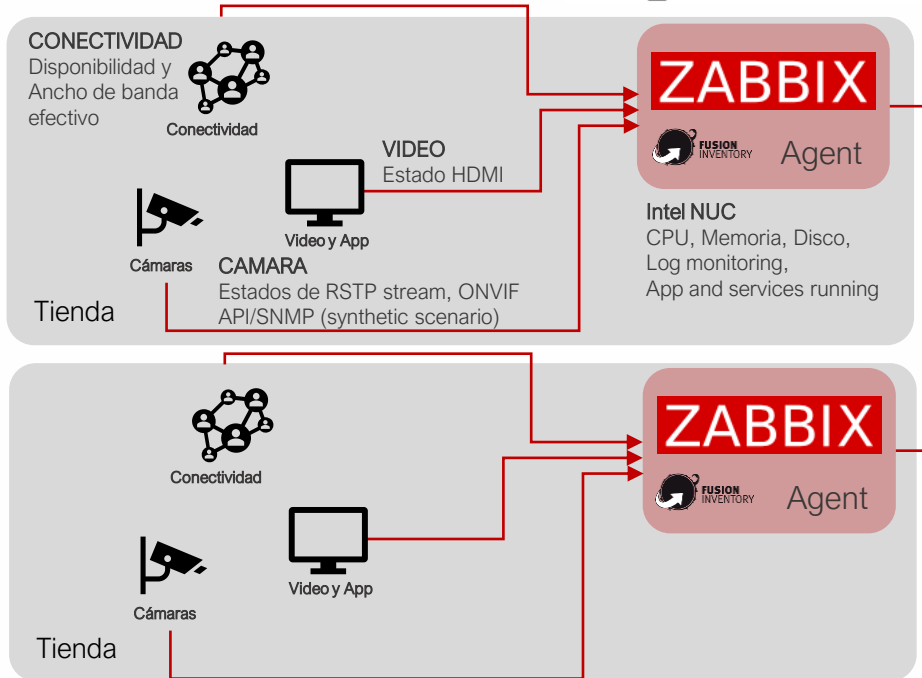 CONECTIVIDAD
Disponibilidad y
Ancho de banda
efectivo
Conectividad
VIDEO
Estado HDMI
Video y App
Cámaras
CAMARA
Estados de RSTP stream, ONVIF
API/SNMP (synthetic scenario)
Tienda
ZABBIX
FUSION
INVENTORY
Agent
Intel NUC
CPU, Memoria, Disco,
Log monitoring,
App and services running
Conectividad
Video y App
Cámaras
Tienda
ZABBIX
FUSION
INVENTORY
Agent